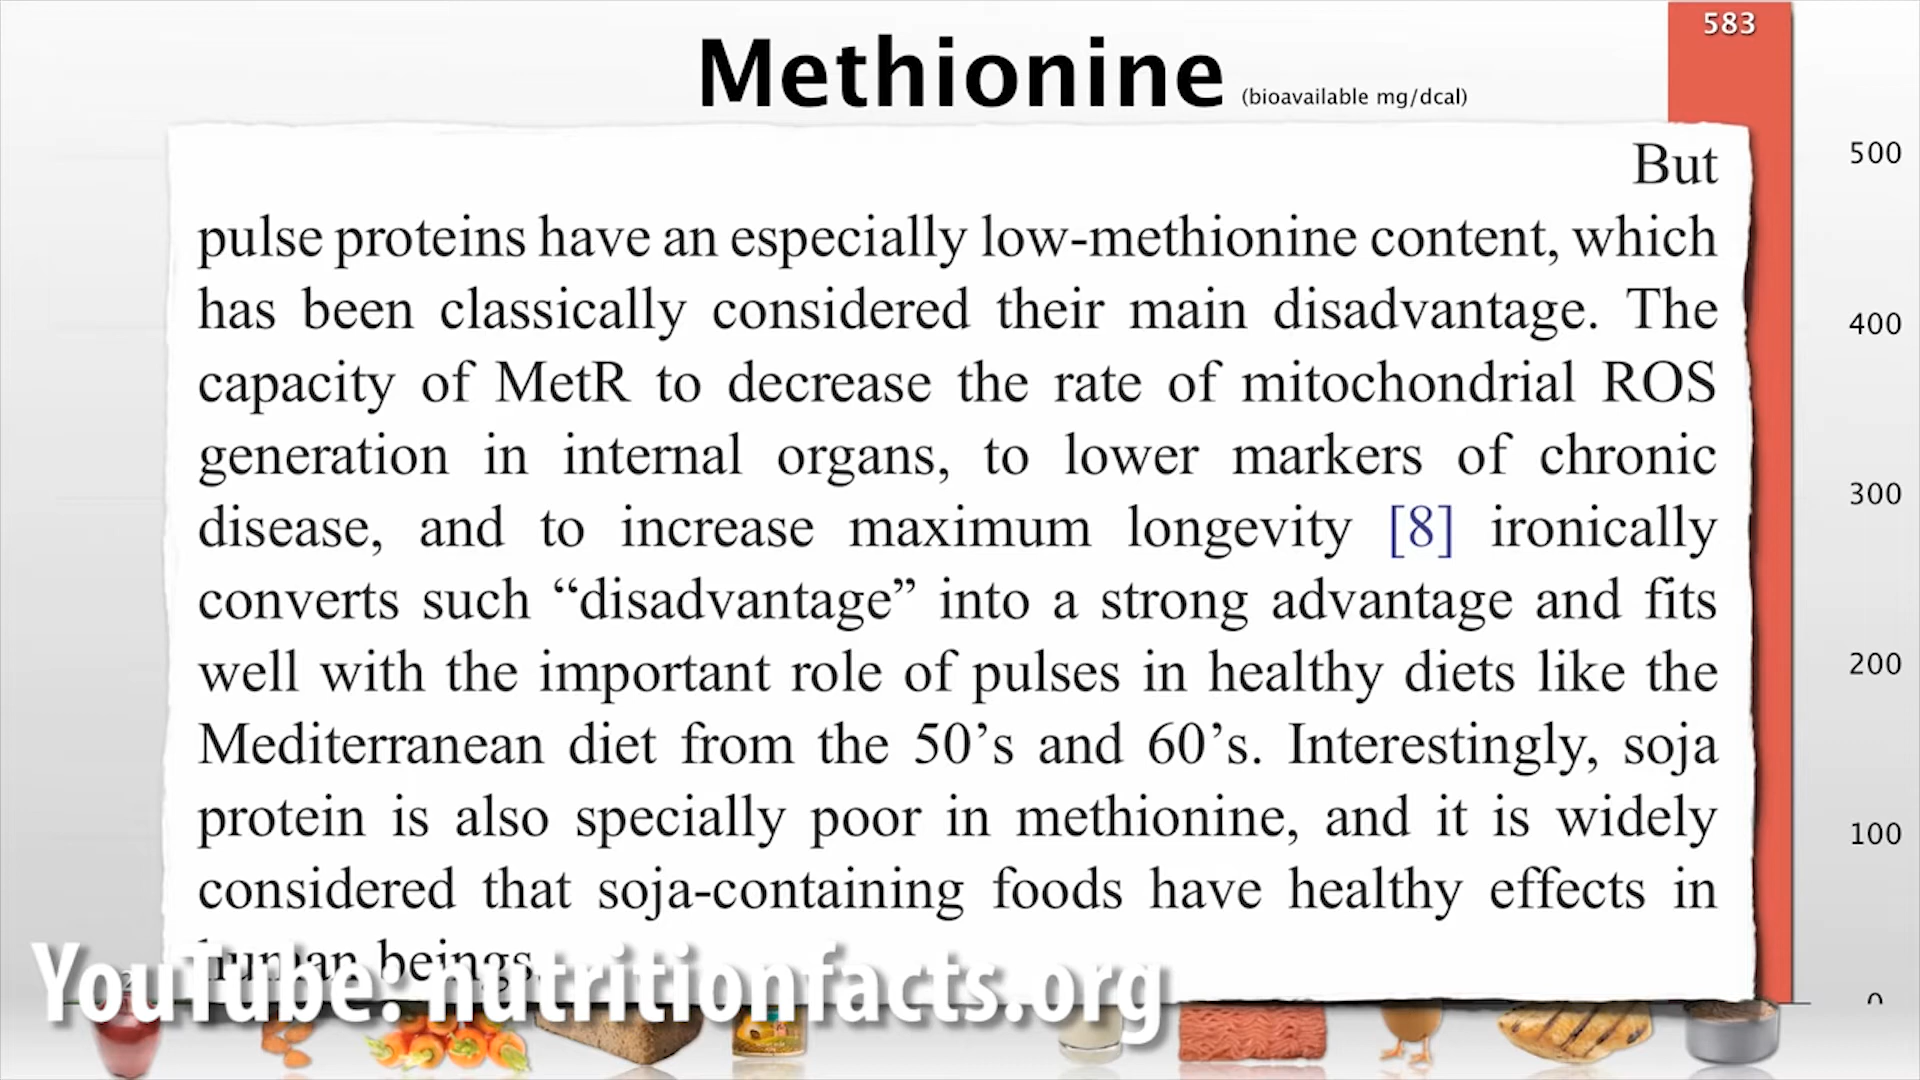 583
Methionine (bioavailable mg/dcal)
But
pulse proteins have an especially low-methionine content, which
has been classically considered their main disadvantage. The
capacity of MetR to decrease the rate of mitochondrial ROS
generation in internal organs, to lower markers of chronic
disease, and to increase maximum longevity [8] ironically
converts such “disadvantage” into a strong advantage and fits
well with the important role of pulses in healthy diets like the
Mediterranean diet from the 50’s and 60’s. Interestingly, soja
protein is also specially poor in methionine, and it is widely
considered that soja-containing foods have healthy effects in
human beings.
500
400
300
200
100
0
YouTube: nutritionfacts.org